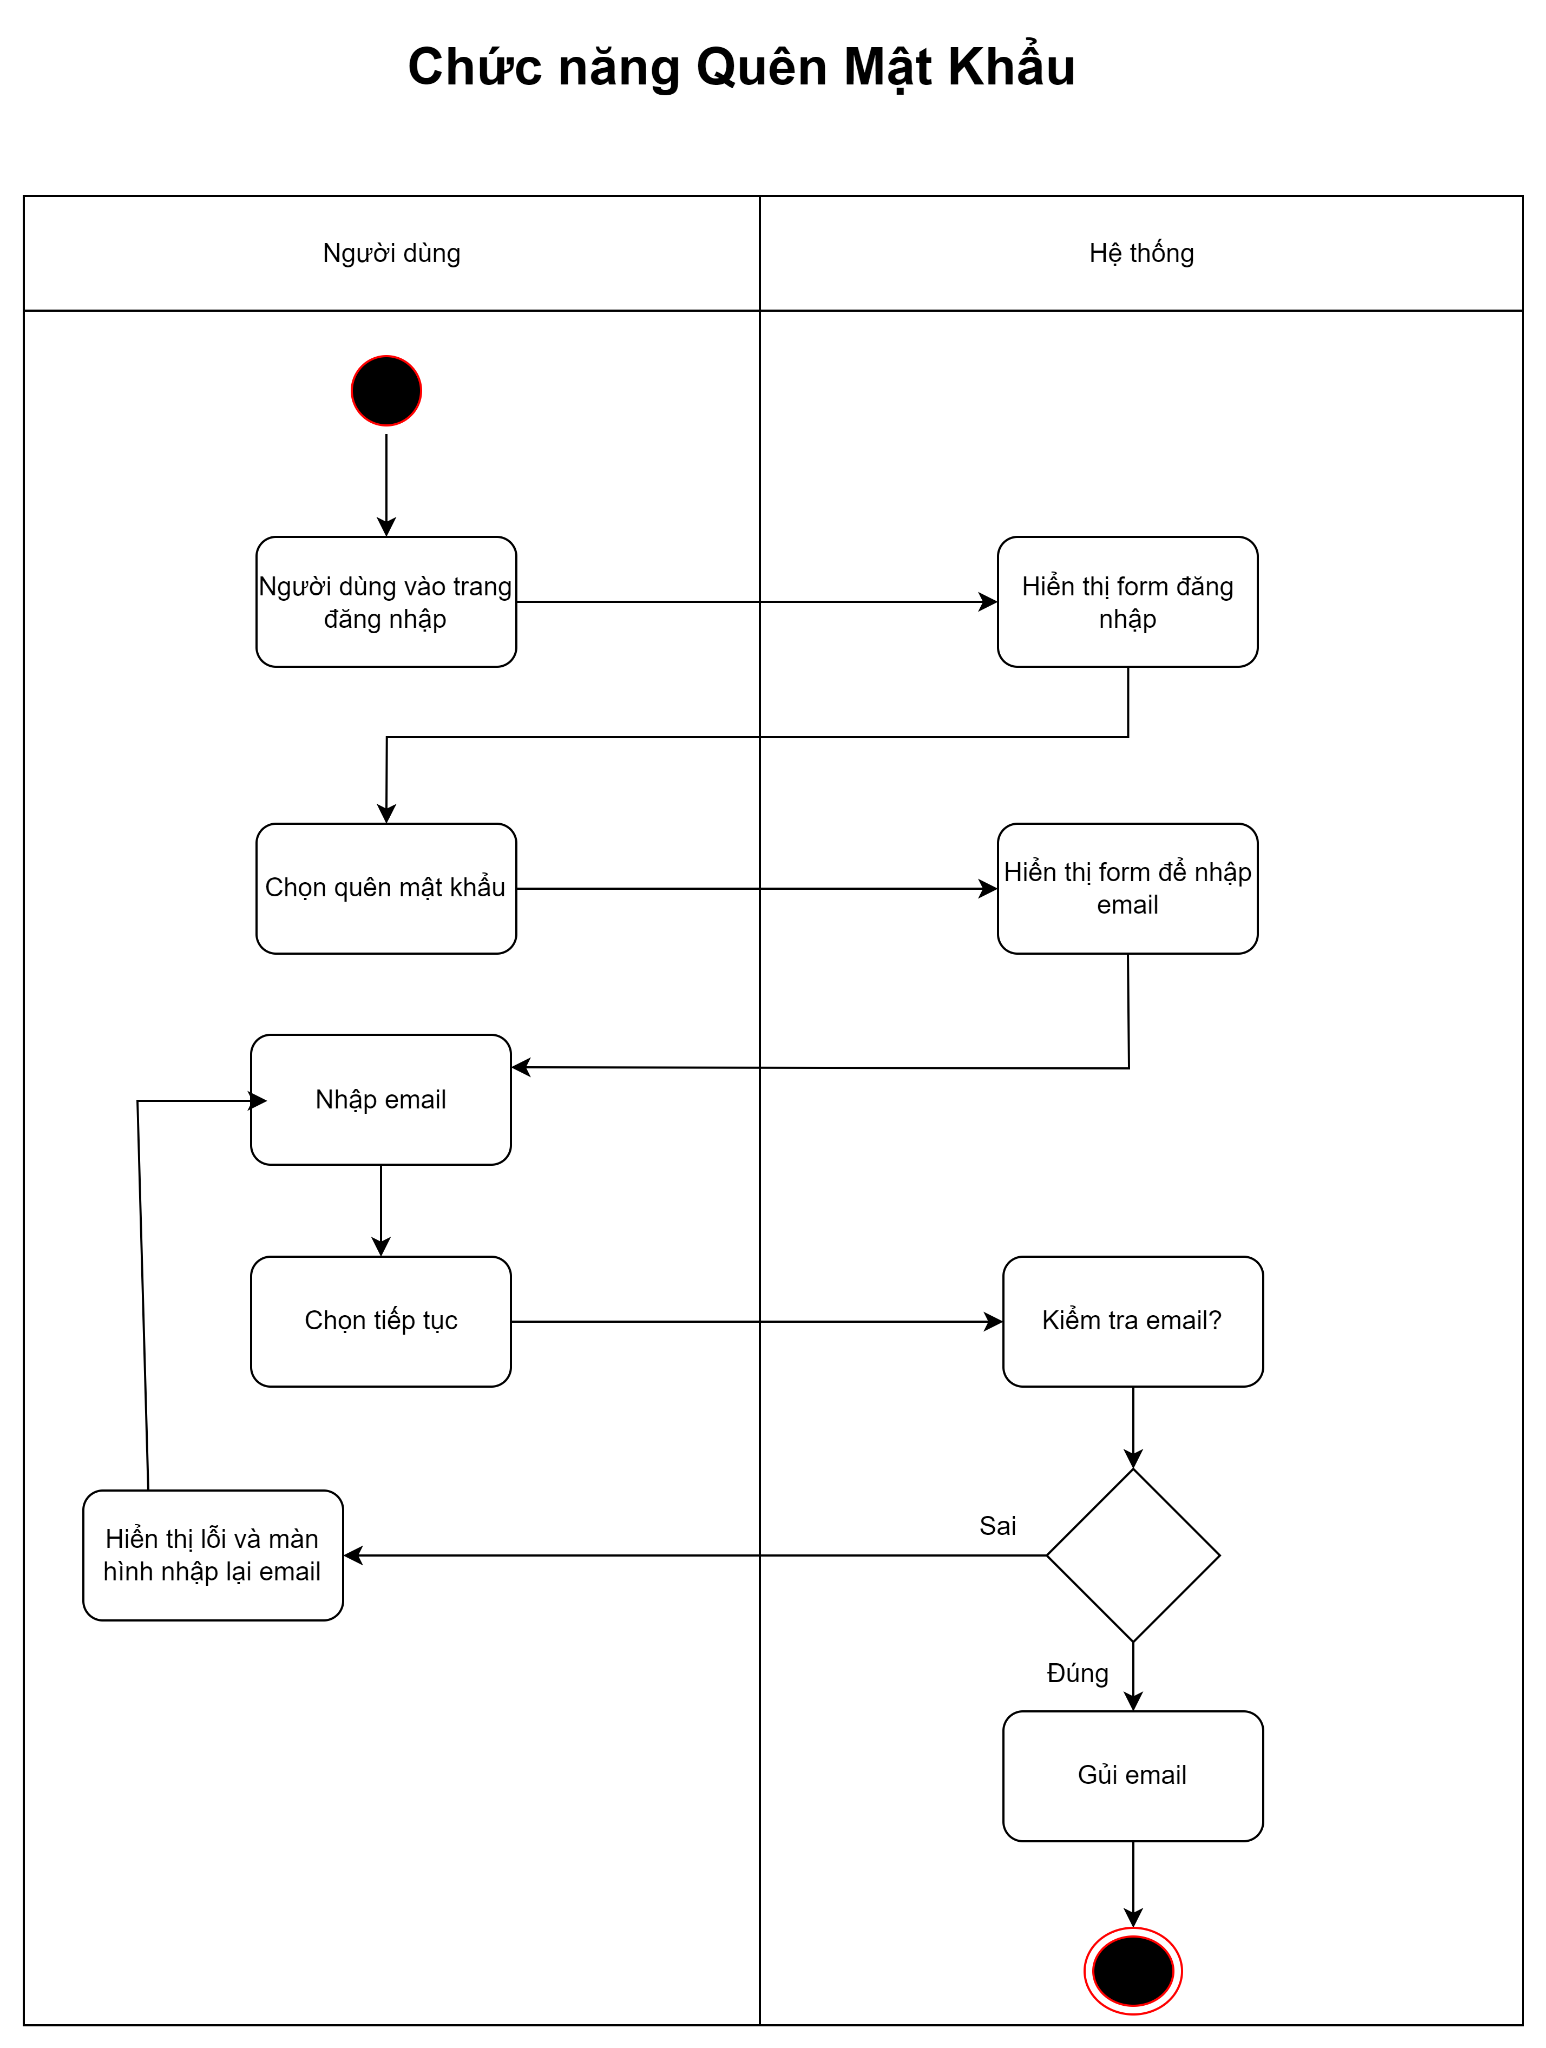 Chức năng Quên Mật Khẩu
Người dùng
Hệ thống
Người dùng vào trang
đăng nhập
Hiển thị form đăng
nhập
Chọn quên mật khẩu
Hiển thị form để nhập
email
Nhập email
Chọn tiếp tục
Kiểm tra email?
Sai
Hiển thị lỗi và màn
hình nhập lại email
Đúng
Gủi email